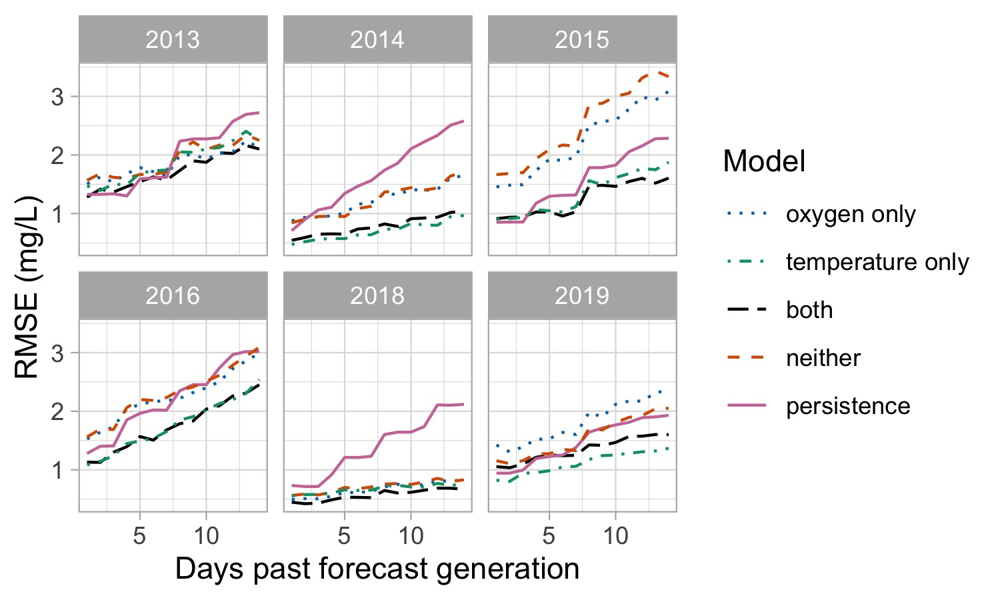 2013 2014 2015
3
2
1
2016 2018 2019
3
2
1
5 10 5 10 5 10
Days past forecast generation
RMSE (mg/L)
Model
oxygen only
temperature only
both
neither
persistence